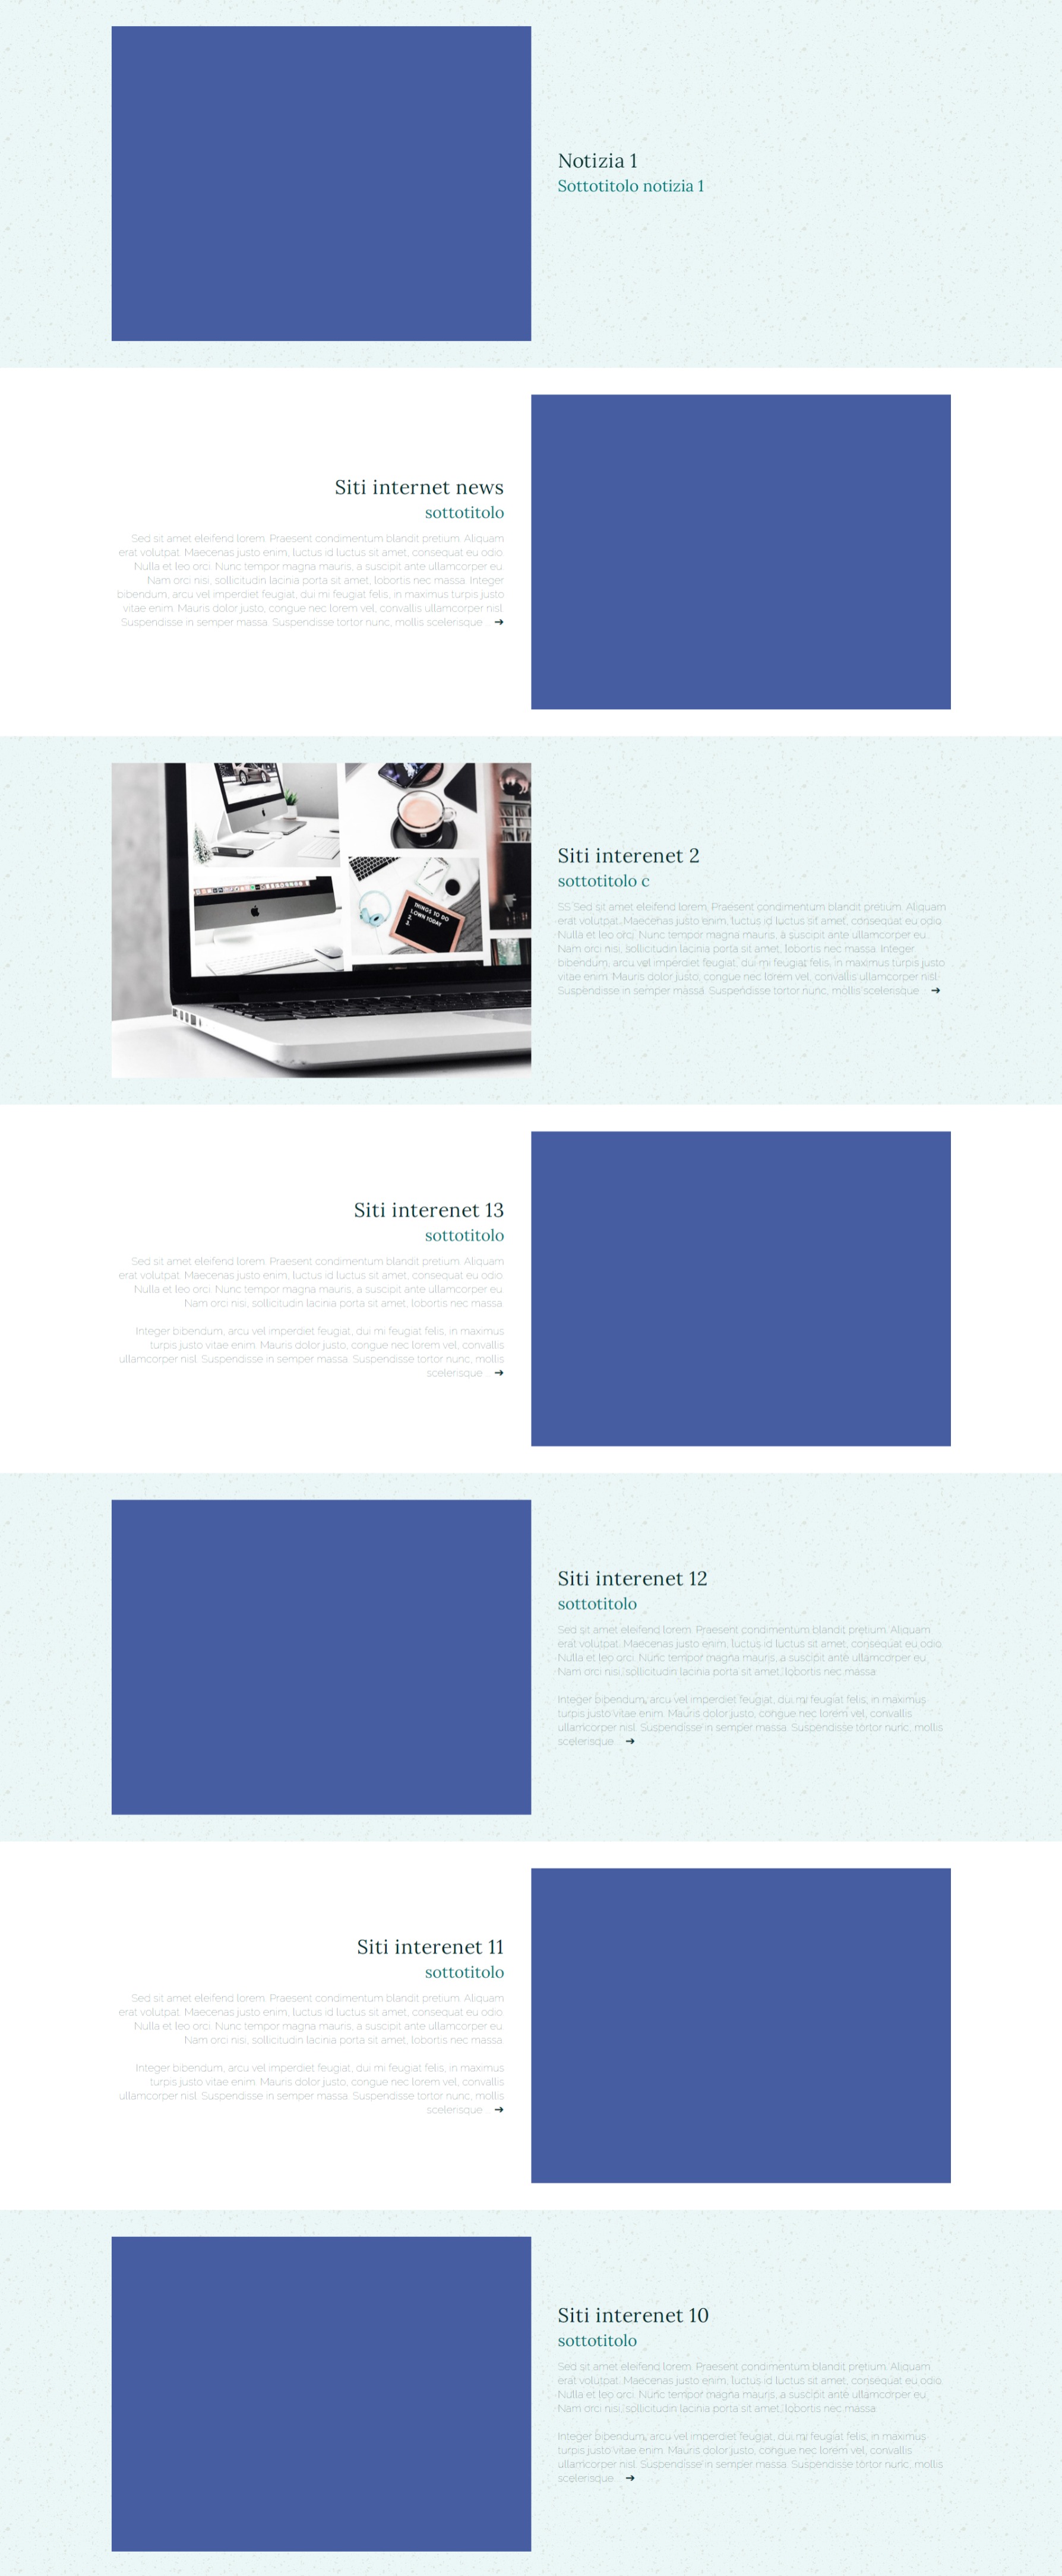 Notizia 1
Sottotitolo notizia 1
Siti internet news
sottotitolo
Sed sit amet eleifend lorem. Praesent condimentum blandit pretium. Aliquam
erat volutpat. Maecenas justo enim, luctus id luctus sit amet, consequat eu odio.
Nulla et leo orci. Nunc tempor magna mauris, a suscipit ante ullamcorper eu.
Nam orci nisi, sollicitudin lacinia porta sit amet, lobortis nec massa. Integer
bibendum, arcu vel imperdiet feugiat, dui mi feugiat felis, in maximus turpis justo
vitae enim. Mauris dolor justo, congue nec lorem vel, convallis ullamcorper nisl.
Suspendisse in semper massa. Suspendisse tortor nunc, mollis scelerisque ... ➔
THINGS TO DO
1. OWN TODAY
2.
3.
Siti interenet 2
sottotitolo c
SS Sed sit amet eleifend lorem. Praesent condimentum blandit pretium. Aliquam
erat volutpat. Maecenas justo enim, luctus id luctus sit amet, consequat eu odio.
Nulla et leo orci. Nunc tempor magna mauris, a suscipit ante ullamcorper eu.
Nam orci nisi, sollicitudin lacinia porta sit amet, lobortis nec massa. Integer
bibendum, arcu vel imperdiet feugiat, dui mi feugiat felis, in maximus turpis justo
vitae enim. Mauris dolor justo, congue nec lorem vel, convallis ullamcorper nisl.
Suspendisse in semper massa. Suspendisse tortor nunc, mollis scelerisque ... ➔
Siti interenet 13
sottotitolo
Sed sit amet eleifend lorem. Praesent condimentum blandit pretium. Aliquam
erat volutpat. Maecenas justo enim, luctus id luctus sit amet, consequat eu odio.
Nulla et leo orci. Nunc tempor magna mauris, a suscipit ante ullamcorper eu.
Nam orci nisi, sollicitudin lacinia porta sit amet, lobortis nec massa.
Integer bibendum, arcu vel imperdiet feugiat, dui mi feugiat felis, in maximus
turpis justo vitae enim. Mauris dolor justo, congue nec lorem vel, convallis
ullamcorper nisl. Suspendisse in semper massa. Suspendisse tortor nunc, mollis
scelerisque ... ➔
Siti interenet 12
sottotitolo
Sed sit amet eleifend lorem. Praesent condimentum blandit pretium. Aliquam
erat volutpat. Maecenas justo enim, luctus id luctus sit amet, consequat eu odio.
Nulla et leo orci. Nunc tempor magna mauris, a suscipit ante ullamcorper eu.
Nam orci nisi, sollicitudin lacinia porta sit amet, lobortis nec massa.
Integer bibendum, arcu vel imperdiet feugiat, dui mi feugiat felis, in maximus
turpis justo vitae enim. Mauris dolor justo, congue nec lorem vel, convallis
ullamcorper nisl. Suspendisse in semper massa. Suspendisse tortor nunc, mollis
scelerisque ... ➔
Siti interenet 11
sottotitolo
Sed sit amet eleifend lorem. Praesent condimentum blandit pretium. Aliquam
erat volutpat. Maecenas justo enim, luctus id luctus sit amet, consequat eu odio.
Nulla et leo orci. Nunc tempor magna mauris, a suscipit ante ullamcorper eu.
Nam orci nisi, sollicitudin lacinia porta sit amet, lobortis nec massa.
Integer bibendum, arcu vel imperdiet feugiat, dui mi feugiat felis, in maximus
turpis justo vitae enim. Mauris dolor justo, congue nec lorem vel, convallis
ullamcorper nisl. Suspendisse in semper massa. Suspendisse tortor nunc, mollis
scelerisque ... ➔
Siti interenet 10
sottotitolo
Sed sit amet eleifend lorem. Praesent condimentum blandit pretium. Aliquam
erat volutpat. Maecenas justo enim, luctus id luctus sit amet, consequat eu odio.
Nulla et leo orci. Nunc tempor magna mauris, a suscipit ante ullamcorper eu.
Nam orci nisi, sollicitudin lacinia porta sit amet, lobortis nec massa.
Integer bibendum, arcu vel imperdiet feugiat, dui mi feugiat felis, in maximus
turpis justo vitae enim. Mauris dolor justo, congue nec lorem vel, convallis
ullamcorper nisl. Suspendisse in semper massa. Suspendisse tortor nunc, mollis
scelerisque ... ➔